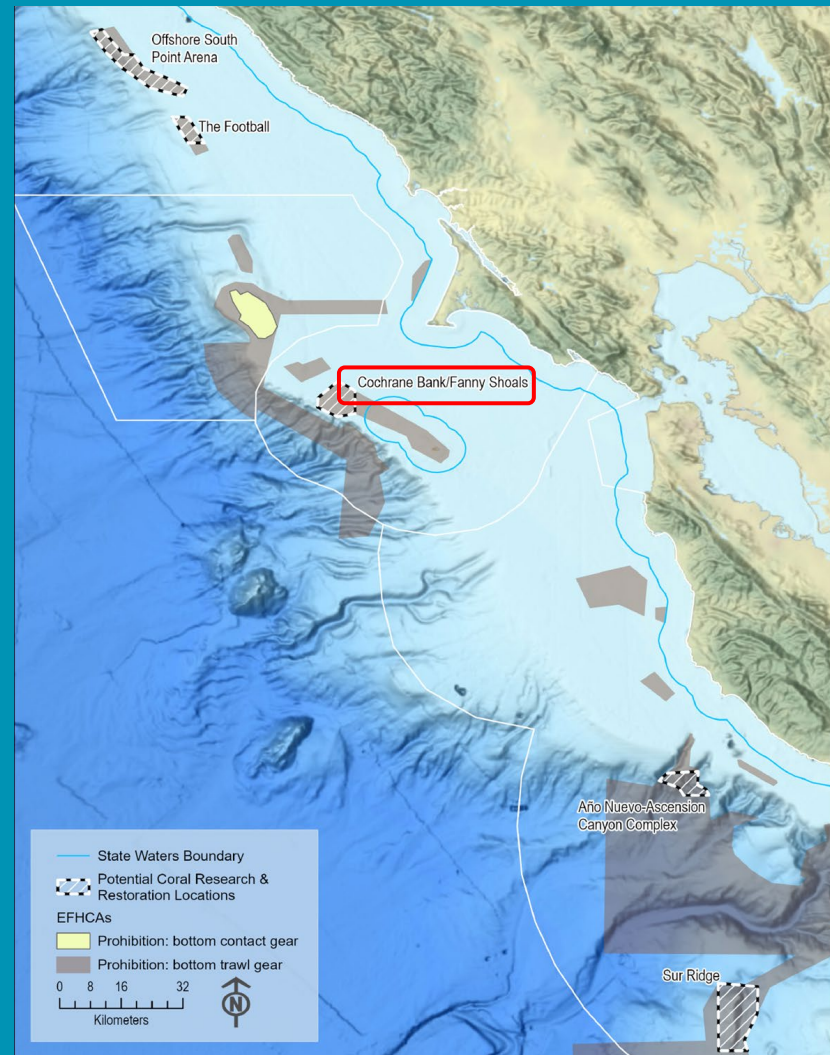 Offshore South
Point Arena
The Football
Cochrane Bank/Fanny Shoals
Año Nuevo-Ascension
Canyon Complex
Sur Ridge
State Waters Boundary
Potential Coral Research &
Restoration Locations
EFHCAs
Prohibition: bottom contact gear
Prohibition: bottom trawl gear
0 8 16 32
Kilometers
N